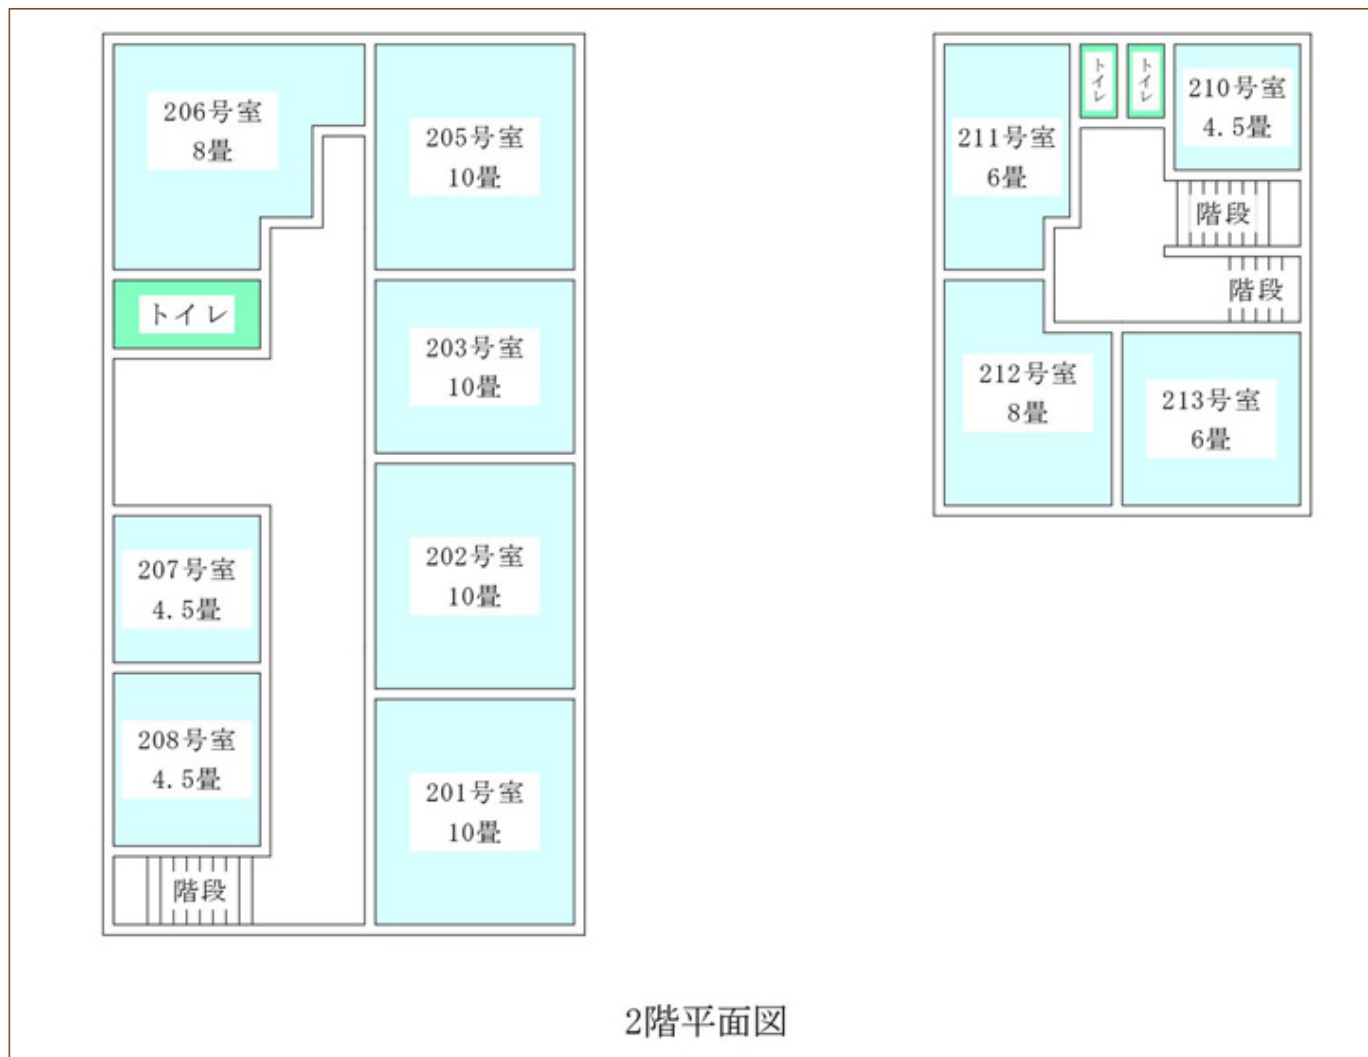 206号室
8畳
205号室
10畳
トイレ
203号室
10畳
202号室
10畳
207号室
4.5畳
208号室
4.5畳
201号室
10畳
階段
トイレ
トイレ
210号室
4.5畳
211号室
6畳
階段
階段
212号室
8畳
213号室
6畳
2階平面図